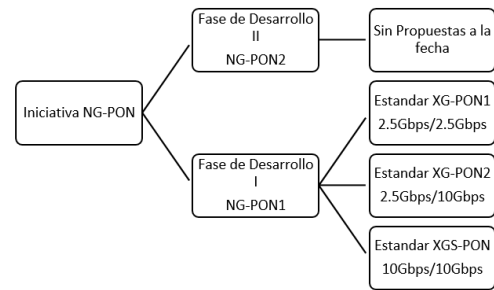 Iniciativa NG-PON
Fase de Desarrollo
II
NG-PON2
Sin Propuestas a la
fecha
Fase de Desarrollo
I
NG-PON1
Estandar XG-PON1
2.5Gbps/2.5Gbps
Estandar XG-PON2
2.5Gbps/10Gbps
Estandar XGS-PON
10Gbps/10Gbps